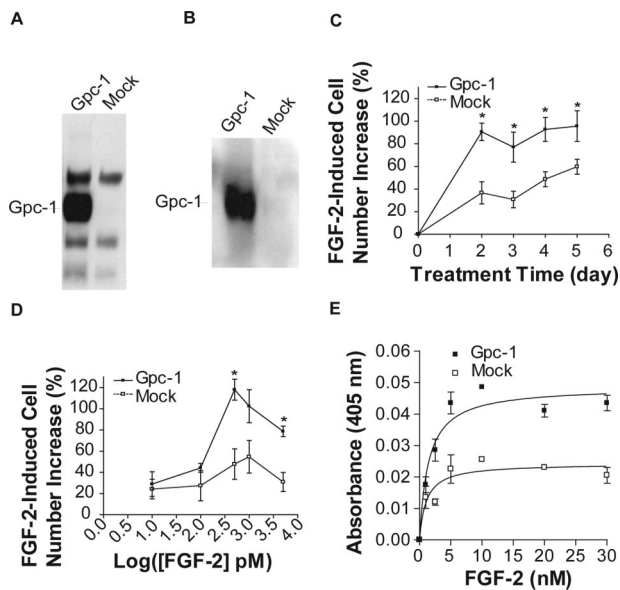 A
Gpc-1
Mock
Gpc-1
B
Gpc-1
Mock
Gpc-1
C
FGF-2-Induced Cell
Number Increase (%)
Gpc-1
Mock
100
80
60
40
20
0
* * * *
0 1 2 3 4 5 6
Treatment Time (day)
D
FGF-2-Induced Cell
Number Increase (%)
Gpc-1
Mock
120
100
80
60
40
20
0
* *
0.0 0.5 1.0 1.5 2.0 2.5 3.0 3.5 4.0
Log([FGF-2] pM)
E
Absorbance (405 nm)
Gpc-1
Mock
0.06
0.05
0.04
0.03
0.02
0.01
0.00
0 5 10 15 20 25 30
FGF-2 (nM)